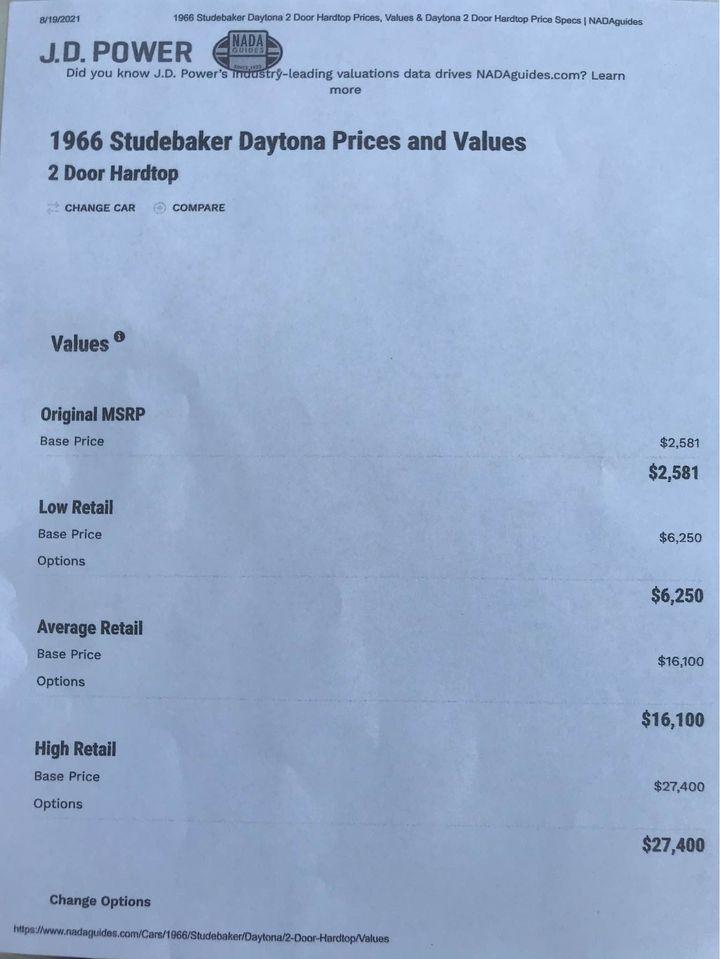 8/19/2021 1966 Studebaker Daytona 2 Door Hardtop Prices, Values & Daytona 2 Door Hardtop Price Specs | NADAguides
J.D. POWER NADA GUIDES
Did you know J.D. Power's industry-leading valuations data drives NADAguides.com? Learn
more
1966 Studebaker Daytona Prices and Values
2 Door Hardtop
CHANGE CAR COMPARE
Values
Original MSRP
Base Price $2,581
$2,581
Low Retail
Base Price $6,250
Options
$6,250
Average Retail
Base Price $16,100
Options
$16,100
High Retail
Base Price $27,400
Options
$27,400
Change Options
https://www.nadaguides.com/Cars/1966/Studebaker/Daytona/2-Door-Hardtop/Values